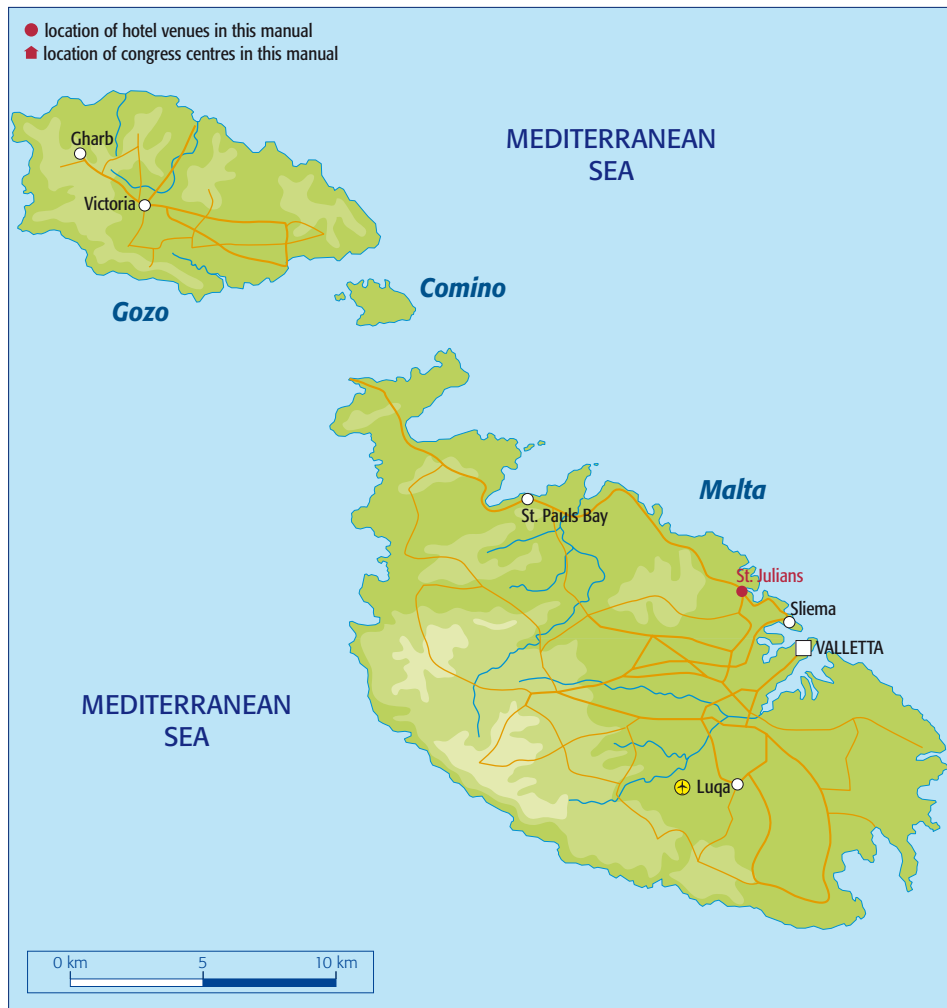 location of hotel venues in this manual
location of congress centres in this manual
Gharb
MEDITERRANEAN
SEA
Victoria
Comino
Gozo
Malta
St. Pauls Bay
St. Julians
Sliema
VALLETTA
MEDITERRANEAN
SEA
Luqa
0 km 5 10 km